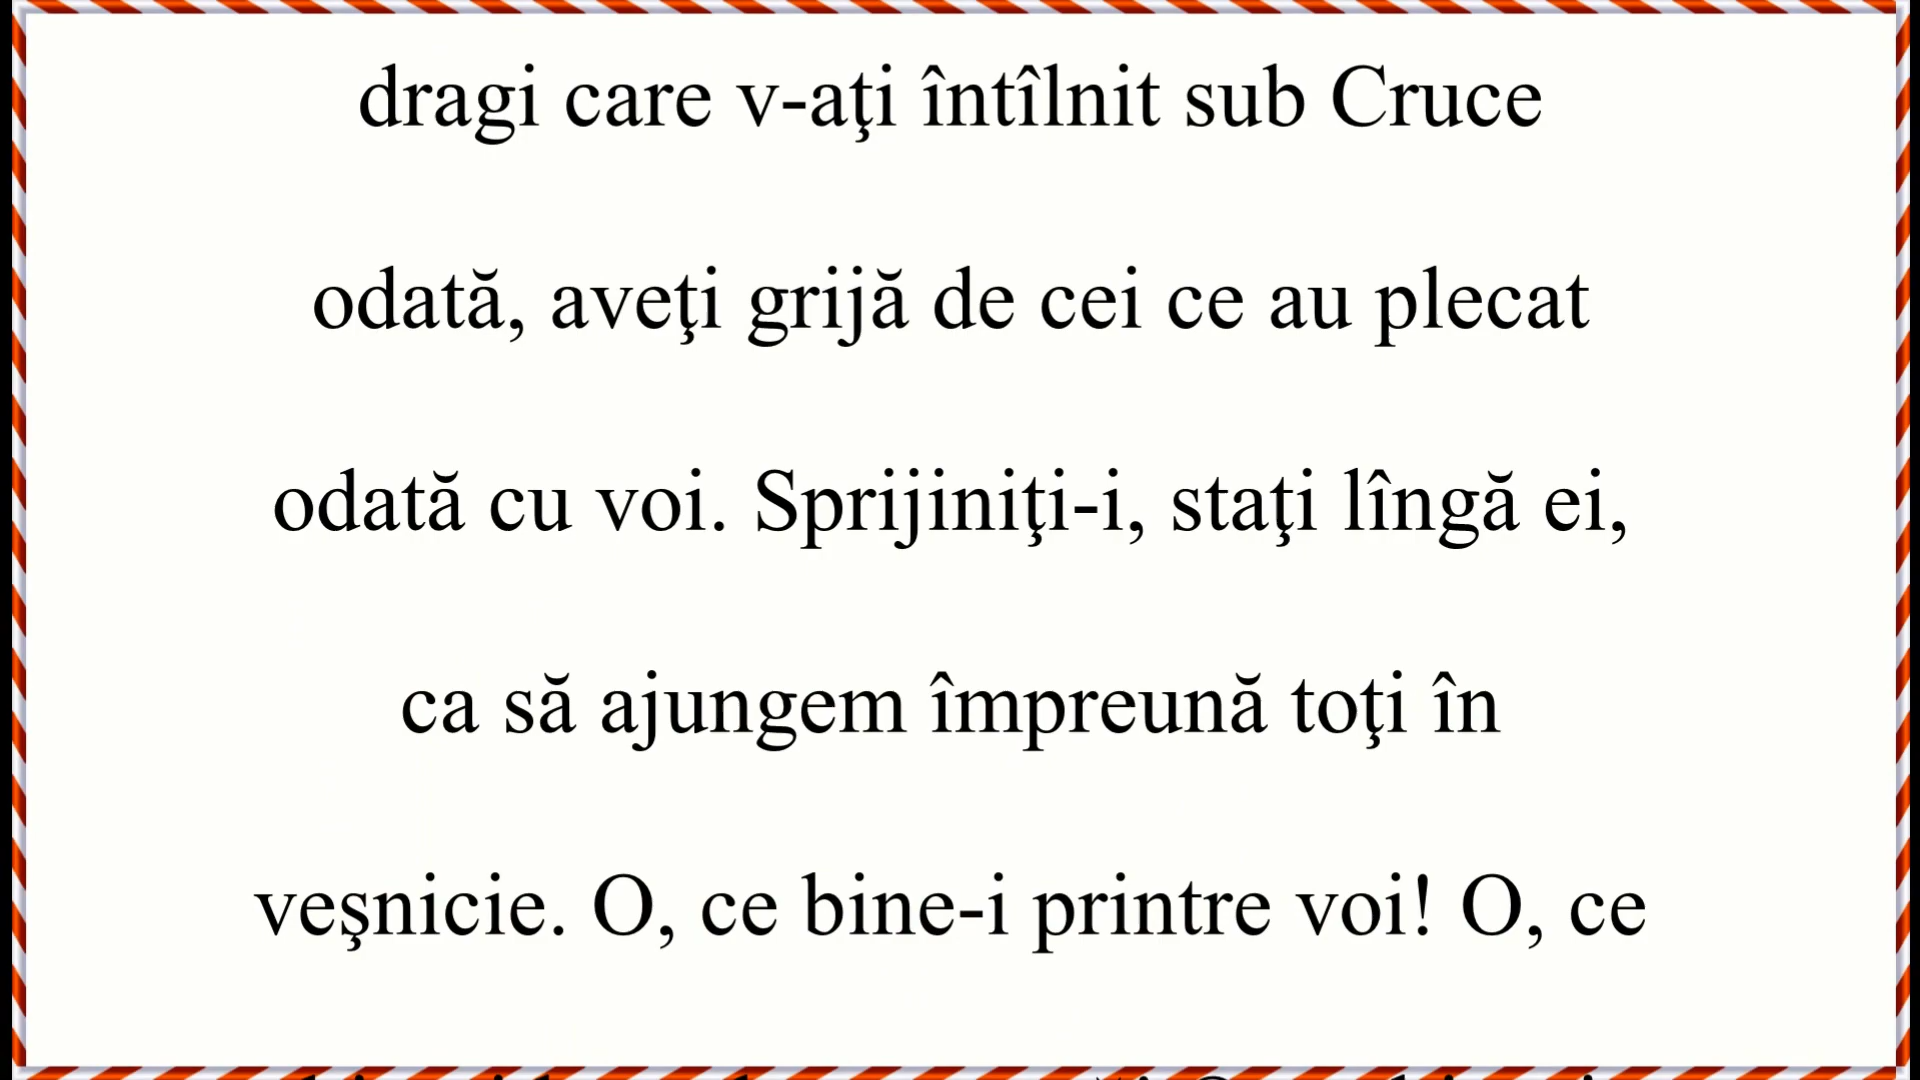 dragi care v-aţi întîlnit sub Cruce
odată, aveţi grijă de cei ce au plecat
odată cu voi. Sprijiniţi-i, staţi lîngă ei,
ca să ajungem împreună toţi în
veşnicie. O, ce bine-i printre voi! O, ce